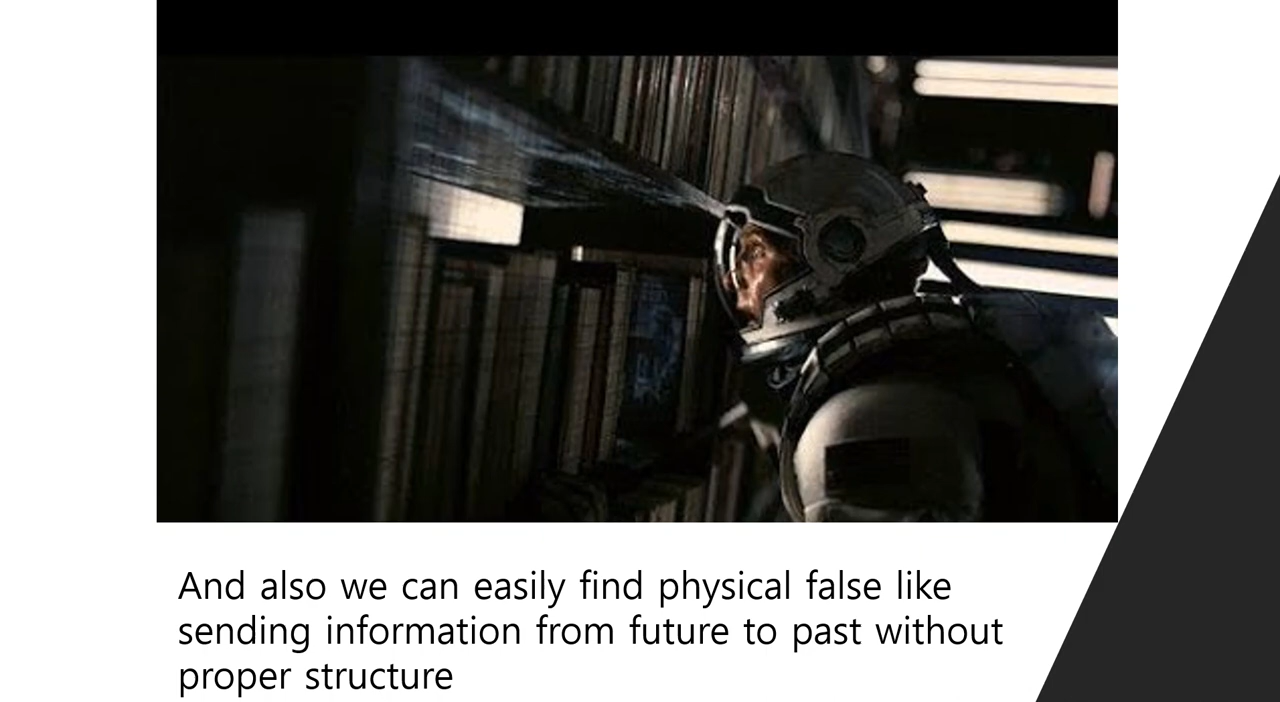 And also we can easily find physical false like
sending information from future to past without
proper structure